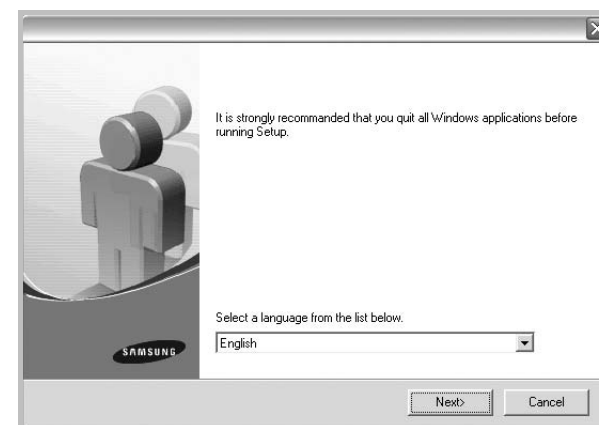 It is strongly recommanded that you quit all Windows applications before
running Setup.
Select a language from the list below.
English
SAMSUNG
Next>
Cancel